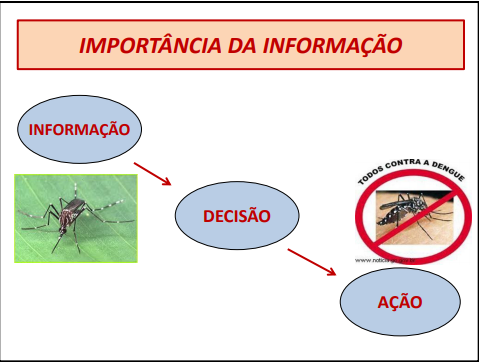 IMPORTÂNCIA DA INFORMAÇÃO
INFORMAÇÃO
TODOS CONTRA A DENGUE
DECISÃO
AÇÃO